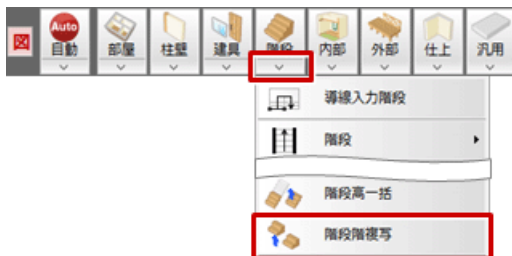 図
Auto
自動
部屋
柱壁
建具
階段
内部
外部
仕上
汎用
導線入力階段
階段
階段高一括
階段階複写